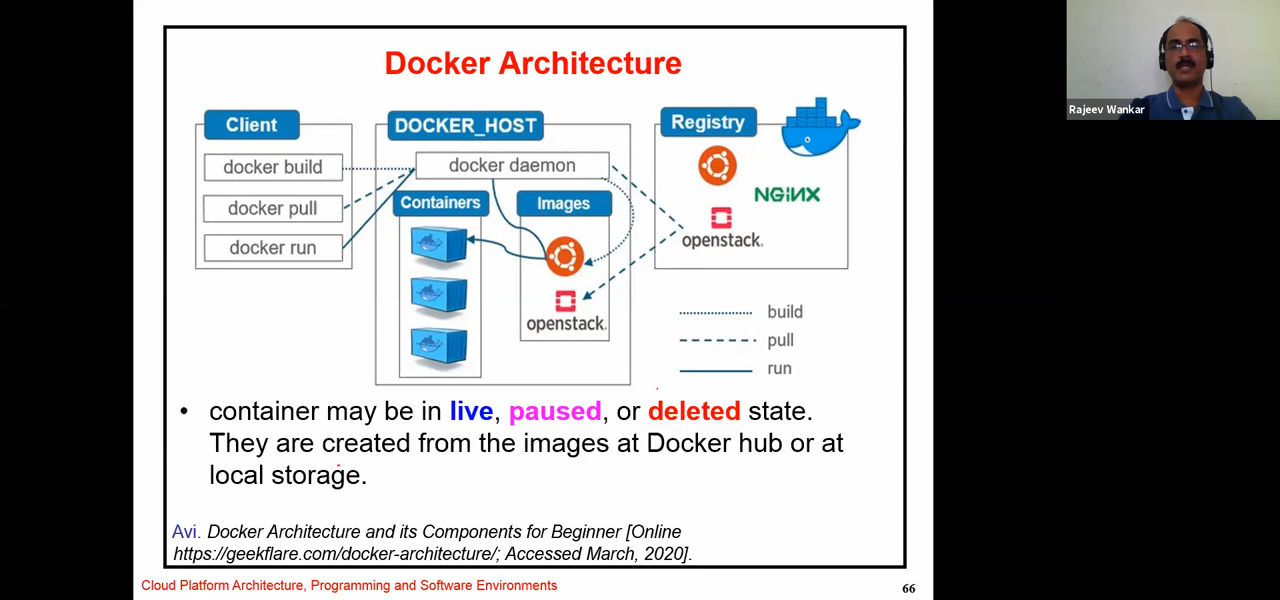 Docker Architecture
Rajeev Wankar
Client
docker build
docker pull
docker run
DOCKER_HOST
docker daemon
Containers
Images
openstack.
Registry
NGINX
openstack.
build
pull
run
• container may be in live, paused, or deleted state.
They are created from the images at Docker hub or at
local storage.
Avi. Docker Architecture and its Components for Beginner [Online
https://geekflare.com/docker-architecture/; Accessed March, 2020].
Cloud Platform Architecture, Programming and Software Environments
66